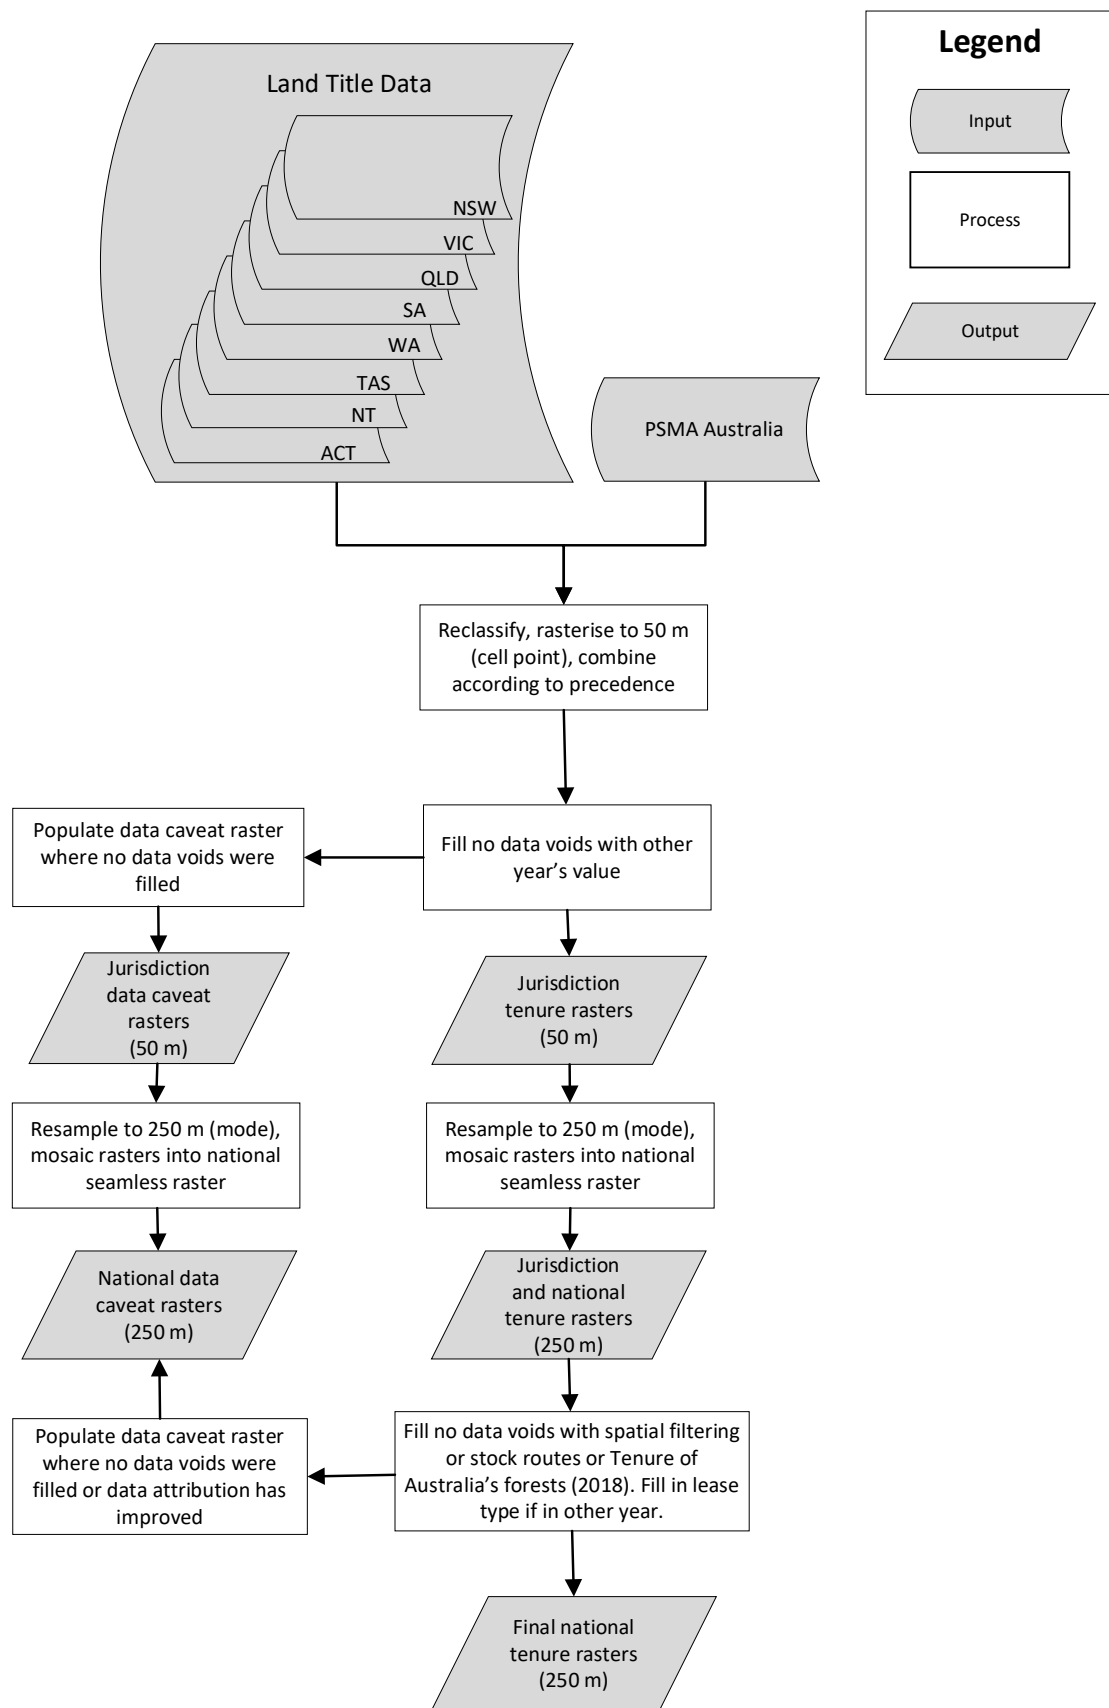 Legend
Input
Process
Output
Land Title Data
NSW
VIC
QLD
SA
WA
TAS
NT
ACT
PSMA Australia
Reclassify, rasterise to 50 m
(cell point), combine
according to precedence
Populate data caveat raster
where no data voids were
filled
Fill no data voids with other
year’s value
Jurisdiction
data caveat
rasters
(50 m)
Jurisdiction
tenure rasters
(50 m)
Resample to 250 m (mode),
mosaic rasters into national
seamless raster
Resample to 250 m (mode),
mosaic rasters into national
seamless raster
National data
caveat rasters
(250 m)
Jurisdiction
and national
tenure rasters
(250 m)
Populate data caveat raster
where no data voids were
filled or data attribution has
improved
Fill no data voids with spatial filtering
or stock routes or Tenure of
Australia’s forests (2018). Fill in lease
type if in other year.
Final national
tenure rasters
(250 m)